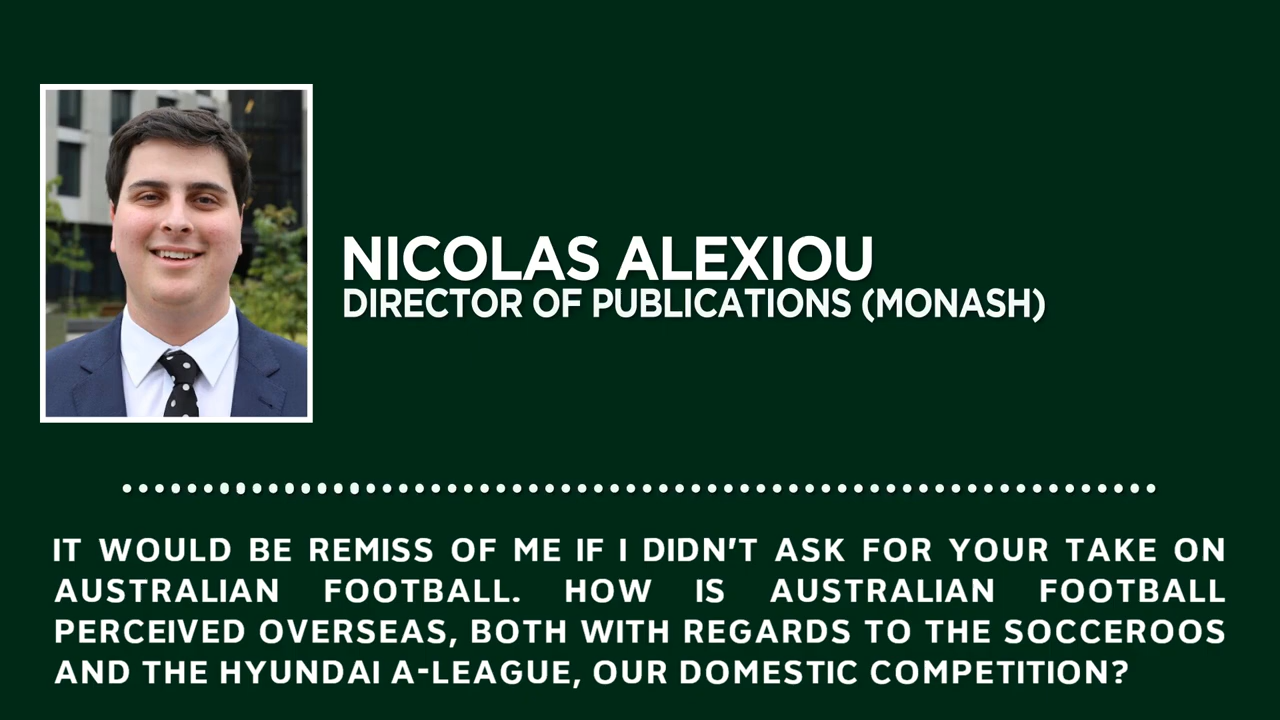 NICOLAS ALEXIOU
DIRECTOR OF PUBLICATIONS (MONASH)
IT WOULD BE REMISS OF ME IF I DIDN'T ASK FOR YOUR TAKE ON
AUSTRALIAN FOOTBALL. HOW IS AUSTRALIAN FOOTBALL
PERCEIVED OVERSEAS, BOTH WITH REGARDS TO THE SOCCEROOS
AND THE HYUNDAI A-LEAGUE, OUR DOMESTIC COMPETITION?